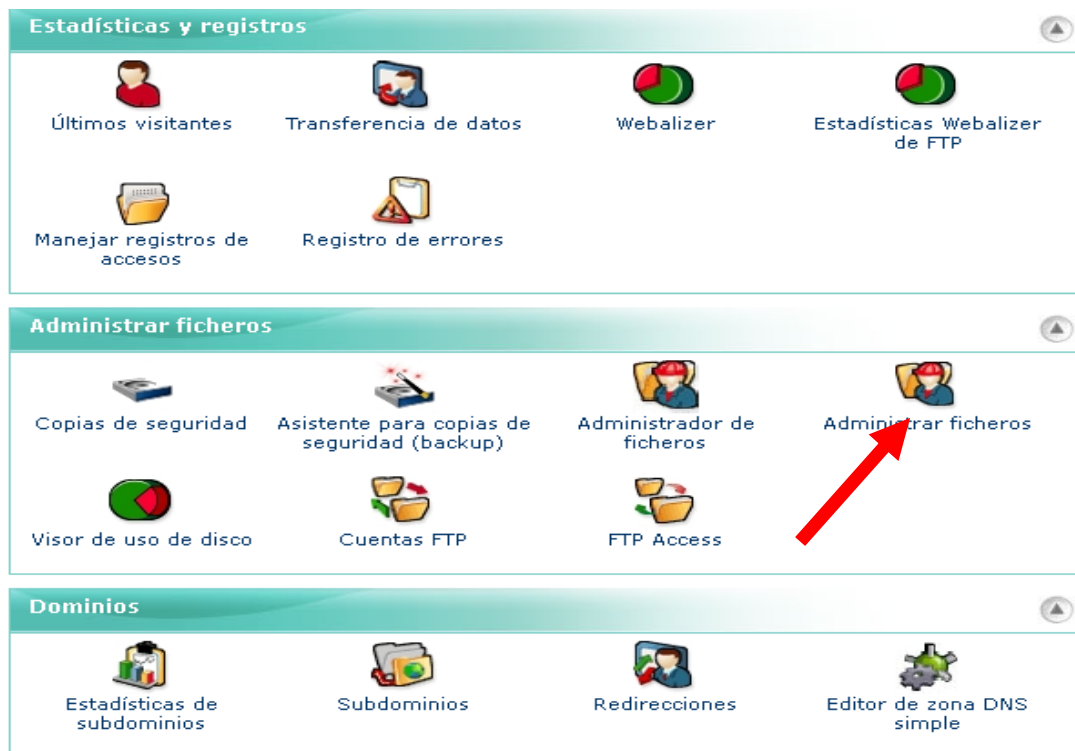 Estadísticas y registros
Últimos visitantes
Transferencia de datos
Webalizer
Estadísticas Webalizer
de FTP
Manejar registros de
accesos
Registro de errores
Administrar ficheros
Copias de seguridad
Asistente para copias de
seguridad (backup)
Administrador de
ficheros
Administrar ficheros
Visor de uso de disco
Cuentas FTP
FTP Access
Dominios
Estadísticas de
subdominios
Subdominios
Redirecciones
Editor de zona DNS
simple